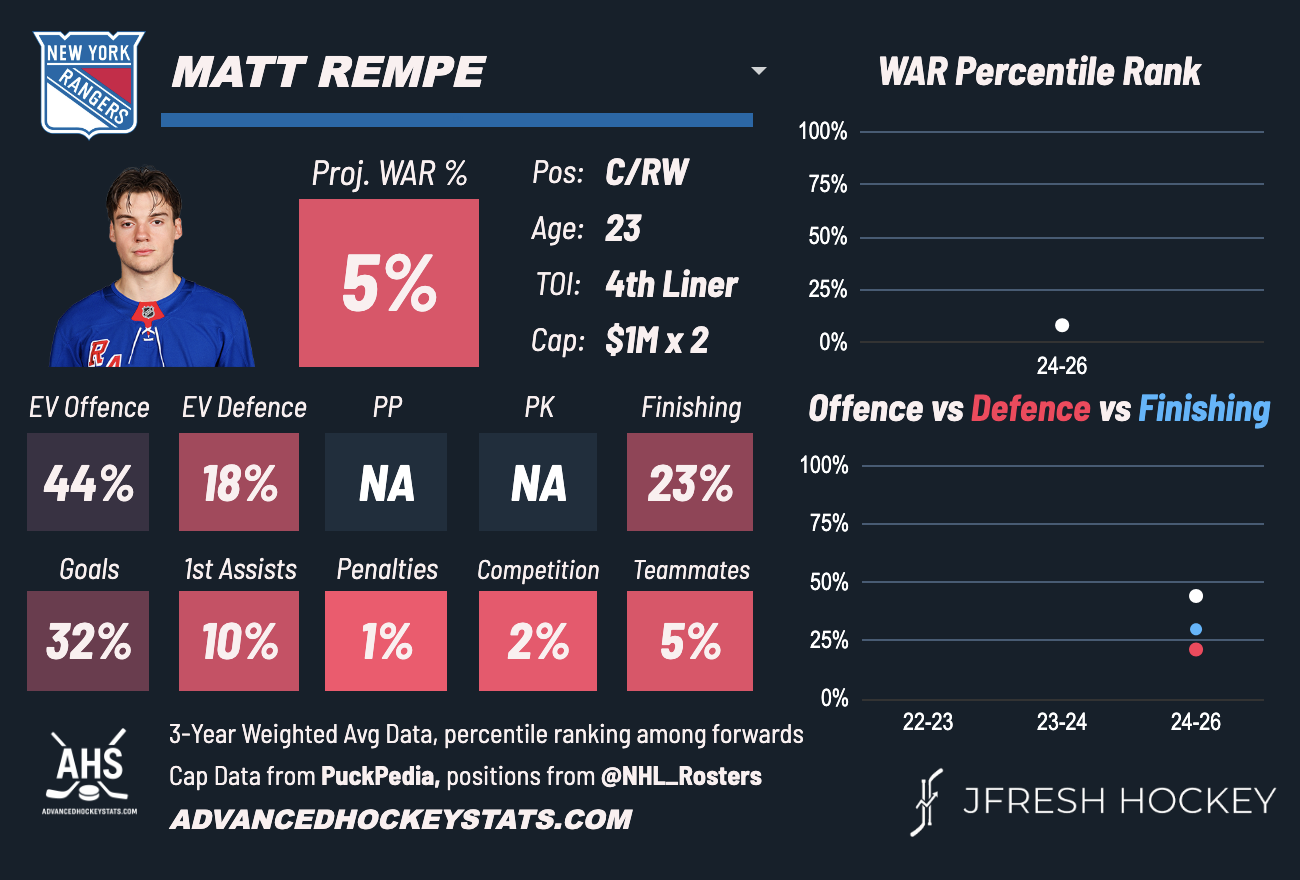 NEW YORK
RANGERS
MATT REMPE
Proj. WAR %
5%
Pos: C/RW
Age: 23
TOI: 4th Liner
Cap: $1M x 2
EV Offence EV Defence PP PK Finishing
44% 18% NA NA 23%
Goals 1st Assists Penalties Competition Teammates
32% 10% 1% 2% 5%
WAR Percentile Rank
100%
75%
50%
25%
0%
24-26
Offence vs Defence vs Finishing
100%
75%
50%
25%
0%
22-23 23-24 24-26
AHS
ADVANCEDHOCKEYSTATS.COM
3-Year Weighted Avg Data, percentile ranking among forwards
Cap Data from PuckPedia, positions from @NHL_Rosters
ADVANCEDHOCKEYSTATS.COM
JFRESH HOCKEY